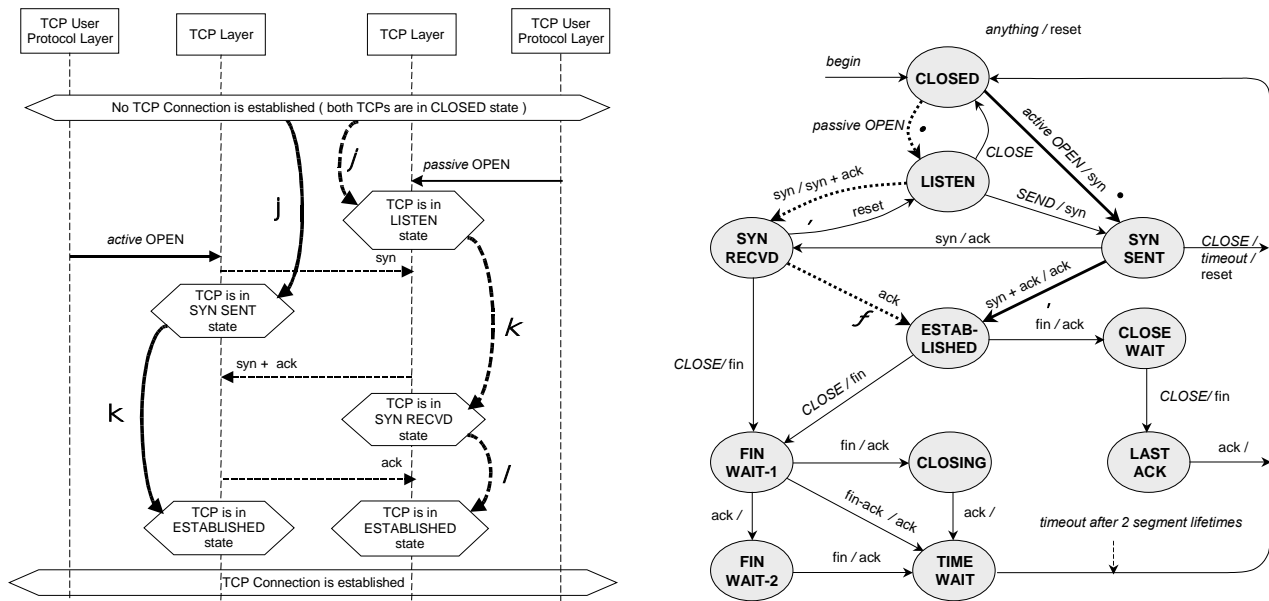 TCP User
Protocol Layer
TCP Layer
TCP Layer
TCP User
Protocol Layer
No TCP Connection is established ( both TCPs are in CLOSED state )
j
j
passive OPEN
TCP is in
LISTEN
state
active OPEN
syn
TCP is in
SYN SENT
state
k
syn + ack
k
TCP is in
SYN RECVD
state
ack
l
TCP is in
ESTABLISHED
state
TCP is in
ESTABLISHED
state
TCP Connection is established
anything / reset
begin
CLOSED
passive OPEN
CLOSE
active OPEN / syn
LISTEN
syn / syn + ack
reset
SEND / syn
SYN
RECVD
syn / ack
SYN
SENT
CLOSE /
timeout /
reset
ack
f
syn + ack / ack
ESTAB-
LISHED
fin / ack
CLOSE
WAIT
CLOSE/ fin
CLOSE / fin
CLOSE/ fin
FIN
WAIT-1
fin / ack
CLOSING
LAST
ACK
ack /
ack /
fin-ack / ack
ack /
timeout after 2 segment lifetimes
FIN
WAIT-2
fin / ack
TIME
WAIT